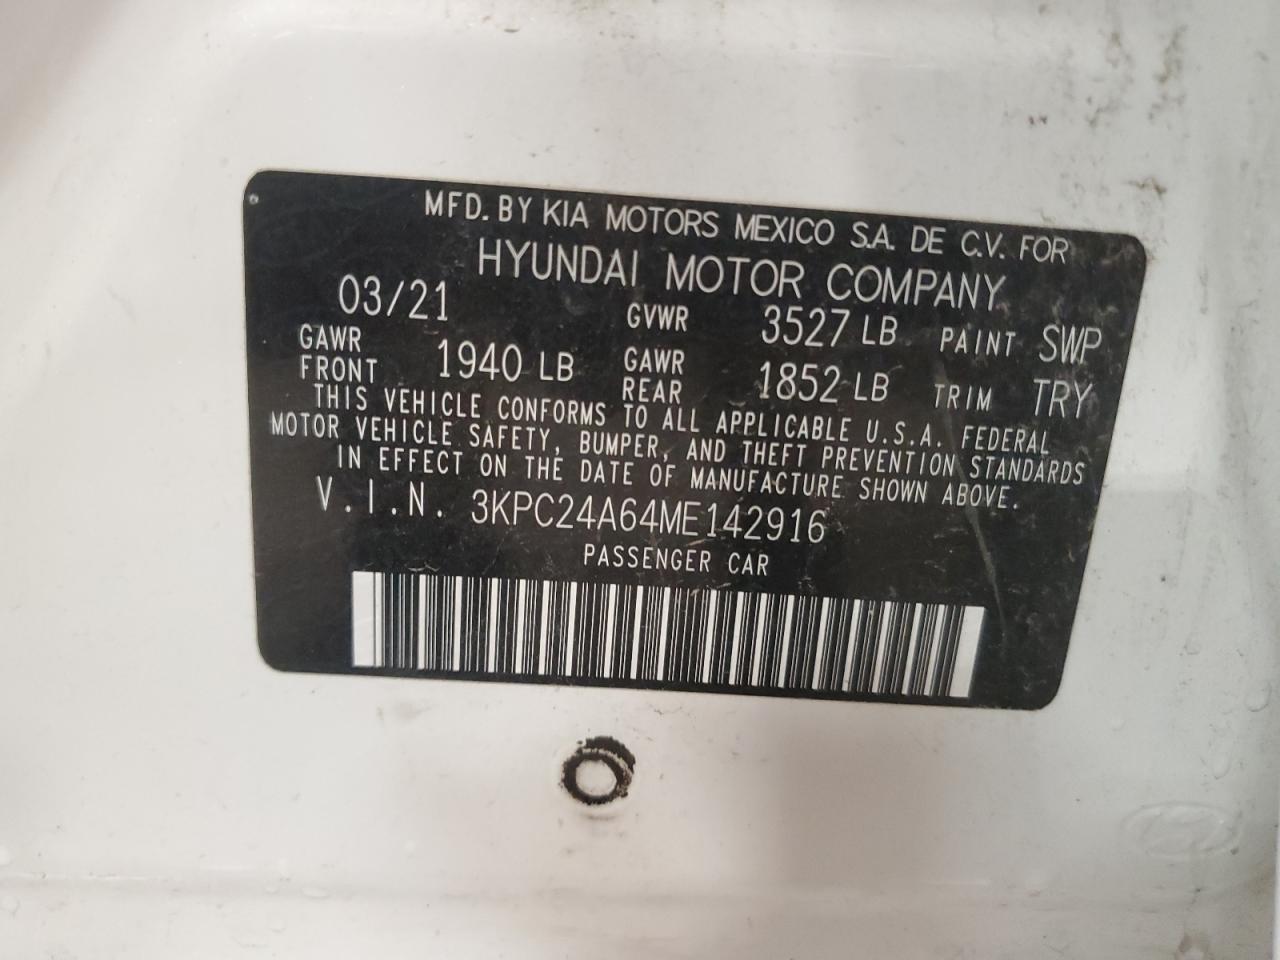 MFD. BY KIA MOTORS MEXICO S.A. DE C.V. FOR
HYUNDAI MOTOR COMPANY
03/21 GVWR 3527 LB PAINT SWP
GAWR FRONT 1940 LB GAWR REAR 1852 LB TRIM TRY
THIS VEHICLE CONFORMS TO ALL APPLICABLE U.S.A. FEDERAL
MOTOR VEHICLE SAFETY, BUMPER, AND THEFT PREVENTION STANDARDS
IN EFFECT ON THE DATE OF MANUFACTURE SHOWN ABOVE.
V.I.N. 3KPC24A64ME142916
PASSENGER CAR